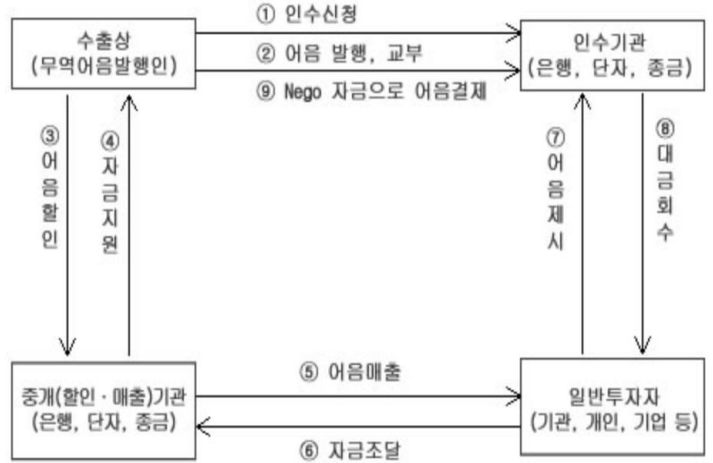 ① 인수신청
수출상
(무역어음발행인)
② 어음 발행, 교부
⑨ Nego 자금으로 어음결제
인수기관
(은행, 단자, 종금)
③어음할인
④자금지원
⑦어음제시
⑧대금회수
중개(할인·매출)기관
(은행, 단자, 종금)
⑤ 어음매출
⑥ 자금조달
일반투자자
(기관, 개인, 기업 등)